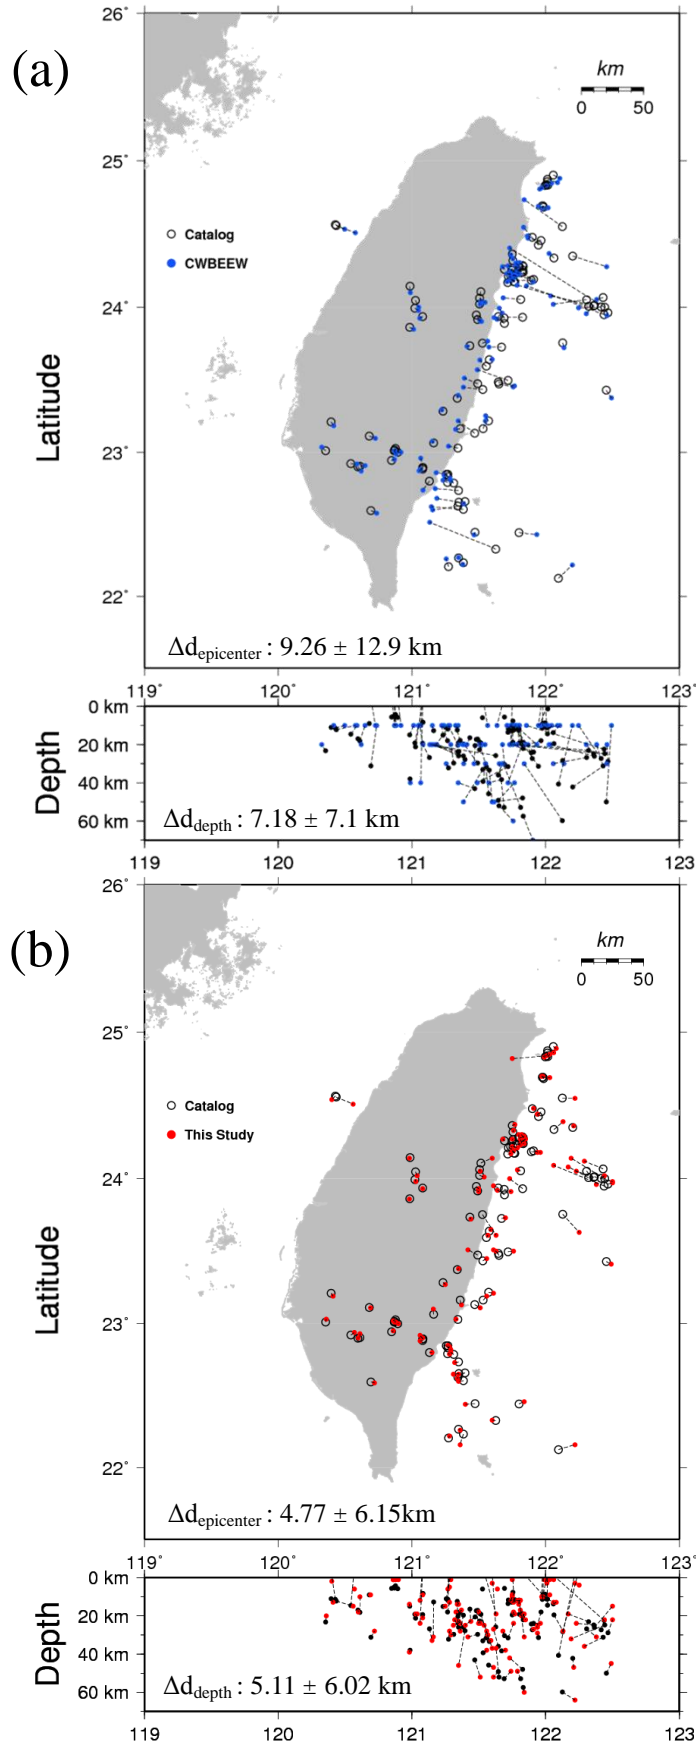 (a)
26°
km
0 50
25°
Catalog
CWBEEW
24°
Latitude
23°
22°
Δdepicenter : 9.26 ± 12.9 km
119° 120° 121° 122° 123°
0 km
20 km
40 km
60 km
Depth
Δddepth : 7.18 ± 7.1 km
119 120 121 122 123
(b)
26°
km
0 50
25°
Catalog
This Study
24°
Latitude
23°
22°
Δdepicenter : 4.77 ± 6.15km
119° 120° 121° 122° 123°
0 km
20 km
40 km
60 km
Depth
Δddepth : 5.11 ± 6.02 km
119 120 121 122 123